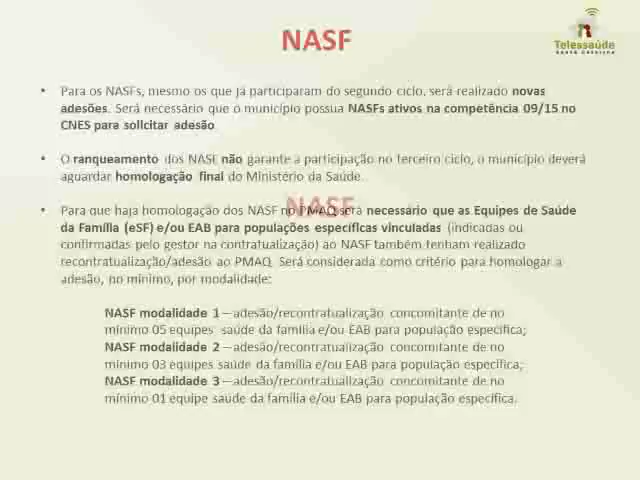 NASF
Telessaúde
SANTA CATARINA
• Para os NASFs, mesmo os que já participaram do segundo ciclo, será realizado novas
adesões. Será necessário que o município possua NASFs ativos na competência 09/15 no
CNES para solicitar adesão.
• O ranqueamento dos NASF não garante a participação no terceiro ciclo, o município deverá
aguardar homologação final do Ministério da Saúde.
• Para que haja homologação dos NASF no PMAQ será necessário que as Equipes de Saúde
NASF
da Família (eSF) e/ou EAB para populações específicas vinculadas (indicadas ou
confirmadas pelo gestor na contratualização) ao NASF também tenham realizado
recontratualização/adesão ao PMAQ. Será considerada como critério para homologar a
adesão, no mínimo, por modalidade:
NASF modalidade 1 – adesão/recontratualização concomitante de no
mínimo 05 equipes saúde da família e/ou EAB para população específica;
NASF modalidade 2 – adesão/recontratualização concomitante de no
mínimo 03 equipes saúde da família e/ou EAB para população específica;
NASF modalidade 3 – adesão/recontratualização concomitante de no
mínimo 01 equipe saúde da família e/ou EAB para população específica.